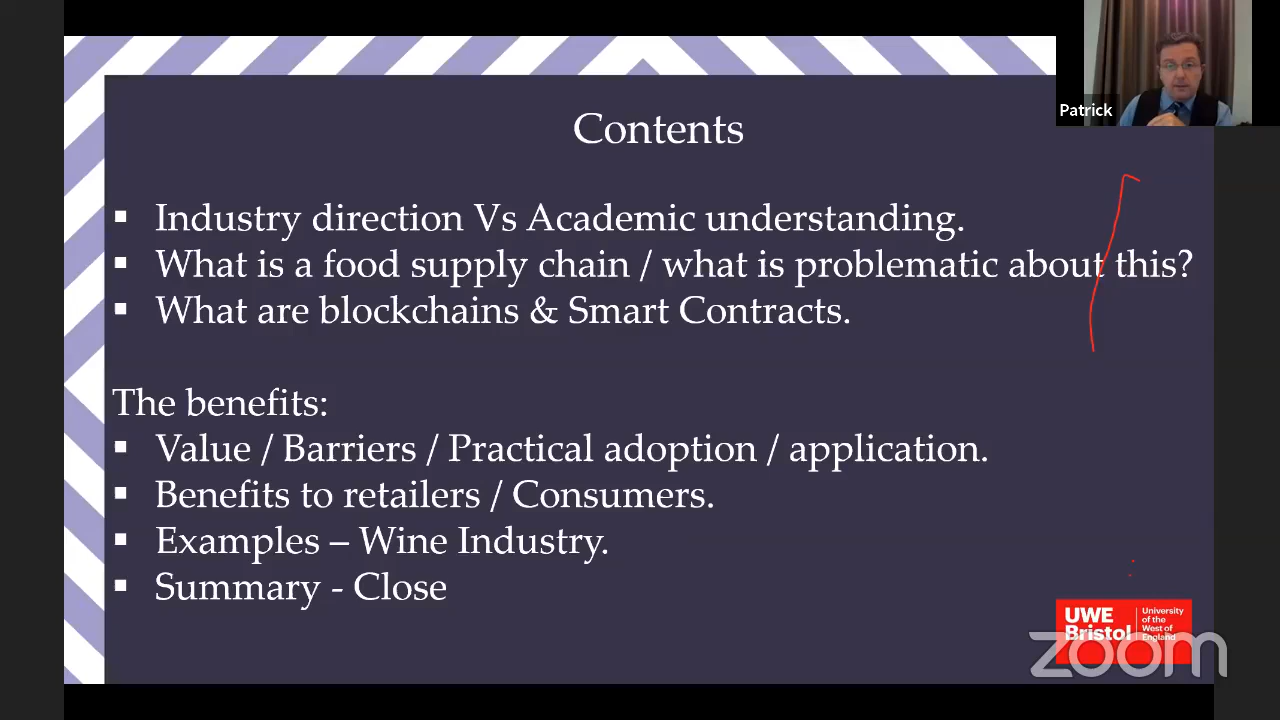 Patrick
Contents
▪ Industry direction Vs Academic understanding.
▪ What is a food supply chain / what is problematic about this?
▪ What are blockchains & Smart Contracts.
The benefits:
▪ Value / Barriers / Practical adoption / application.
▪ Benefits to retailers / Consumers.
▪ Examples – Wine Industry.
▪ Summary - Close
UWE
Bristol
University
of the
West of
England
zoom